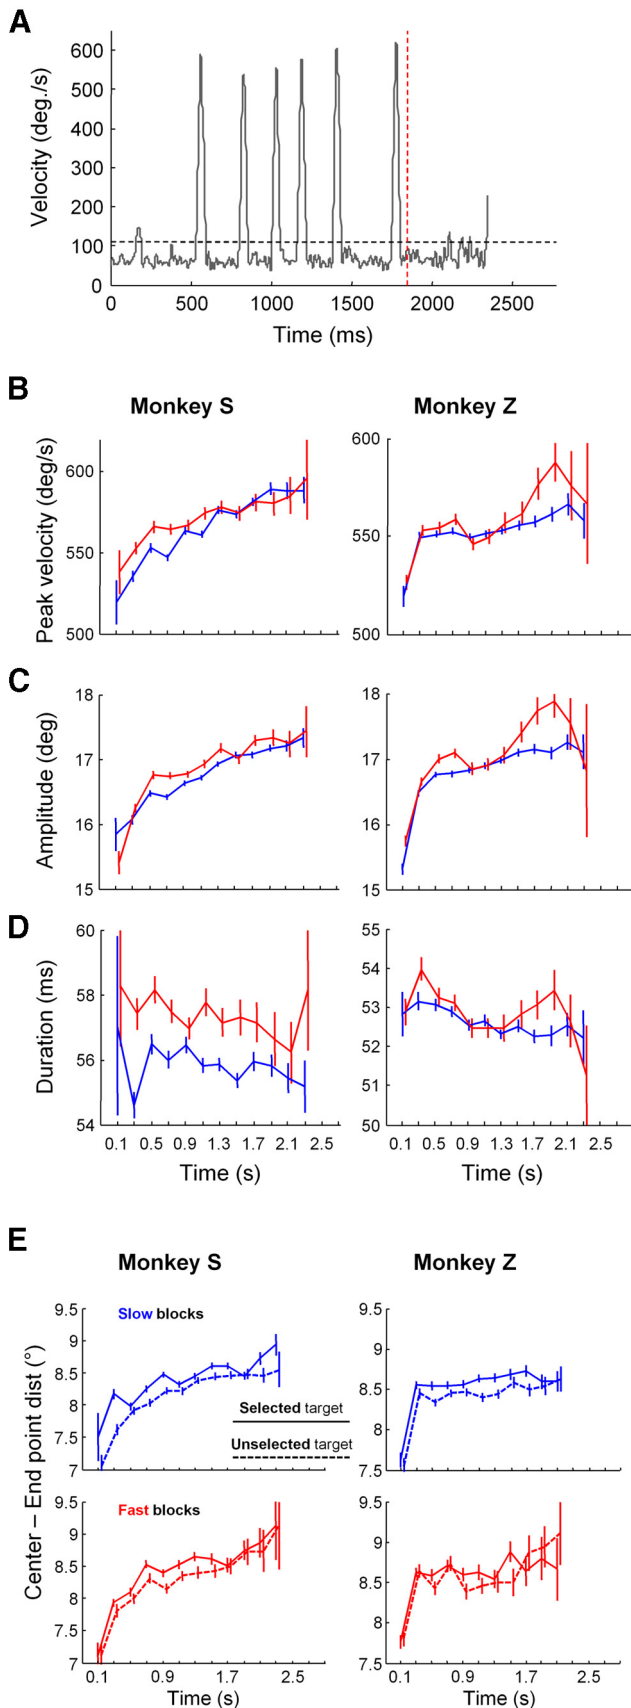 A
Velocity (deg./s)
600
500
400
300
200
100
0
0 500 1000 1500 2000 2500
Time (ms)
B
Monkey S Monkey Z
Peak velocity (deg/s)
600
550
500
600
550
500
C
Amplitude (deg)
18
17
16
15
18
17
16
15
D
Duration (ms)
60
58
56
54
55
54
53
52
51
50
0.1 0.5 0.9 1.3 1.7 2.1 2.5
0.1 0.5 0.9 1.3 1.7 2.1 2.5
Time (s) Time (s)
E
Monkey S Monkey Z
Center – End point dist (°)
9.5
9
8.5
8
7.5
7
Slow blocks
Selected target
Unselected target
9.5
9
8.5
8
7.5
9.5
9
8.5
8
7.5
7
Fast blocks
9.5
9
8.5
8
7.5
0.1 0.9 1.7 2.5
0.1 0.9 1.7 2.5
Time (s) Time (s)